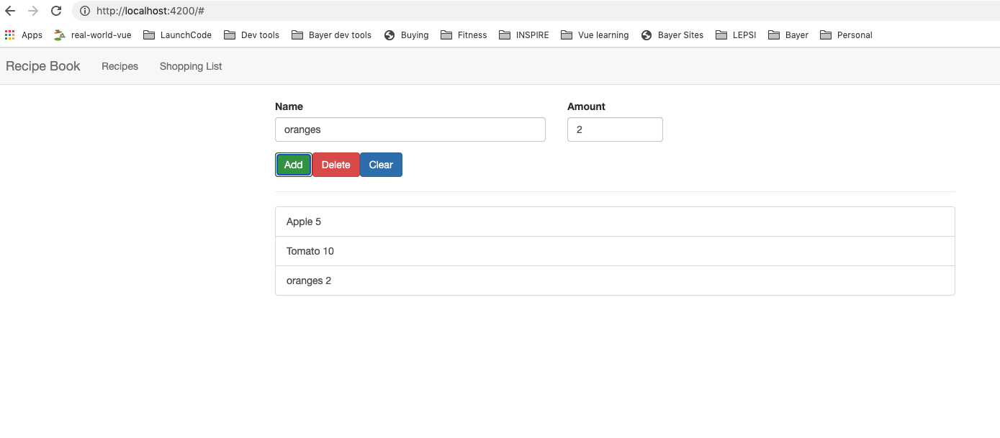 http://localhost:4200/#
Apps real-world-vue LaunchCode Dev tools Bayer dev tools Buying Fitness INSPIRE Vue learning Bayer Sites LEPSI Bayer Personal
Recipe Book Recipes Shopping List
Name Amount
oranges 2
Add Delete Clear
Apple 5
Tomato 10
oranges 2